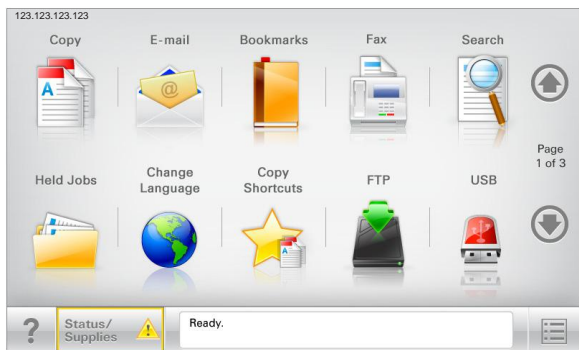 123.123.123.123
Copy
E-mail
Bookmarks
Fax
Search
Page
1 of 3
Held Jobs
Change
Language
Copy
Shortcuts
FTP
USB
A
@
A
?
Status/
Supplies
!
Ready.